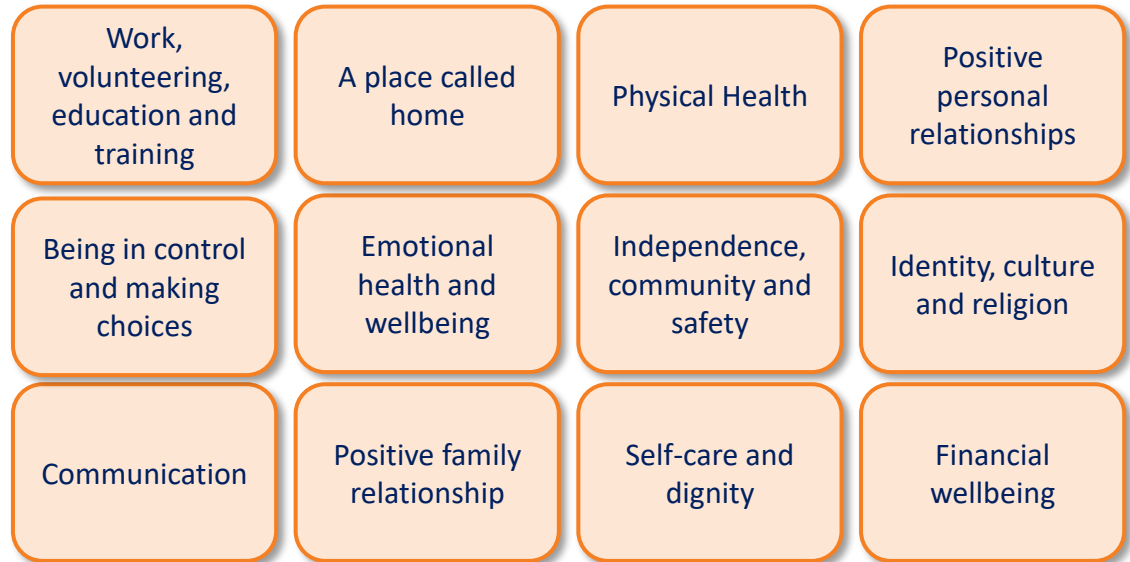 Work,
volunteering,
education and
training
A place called
home
Physical Health
Positive
personal
relationships
Being in control
and making
choices
Emotional
health and
wellbeing
Independence,
community and
safety
Identity, culture
and religion
Communication
Positive family
relationship
Self-care and
dignity
Financial
wellbeing